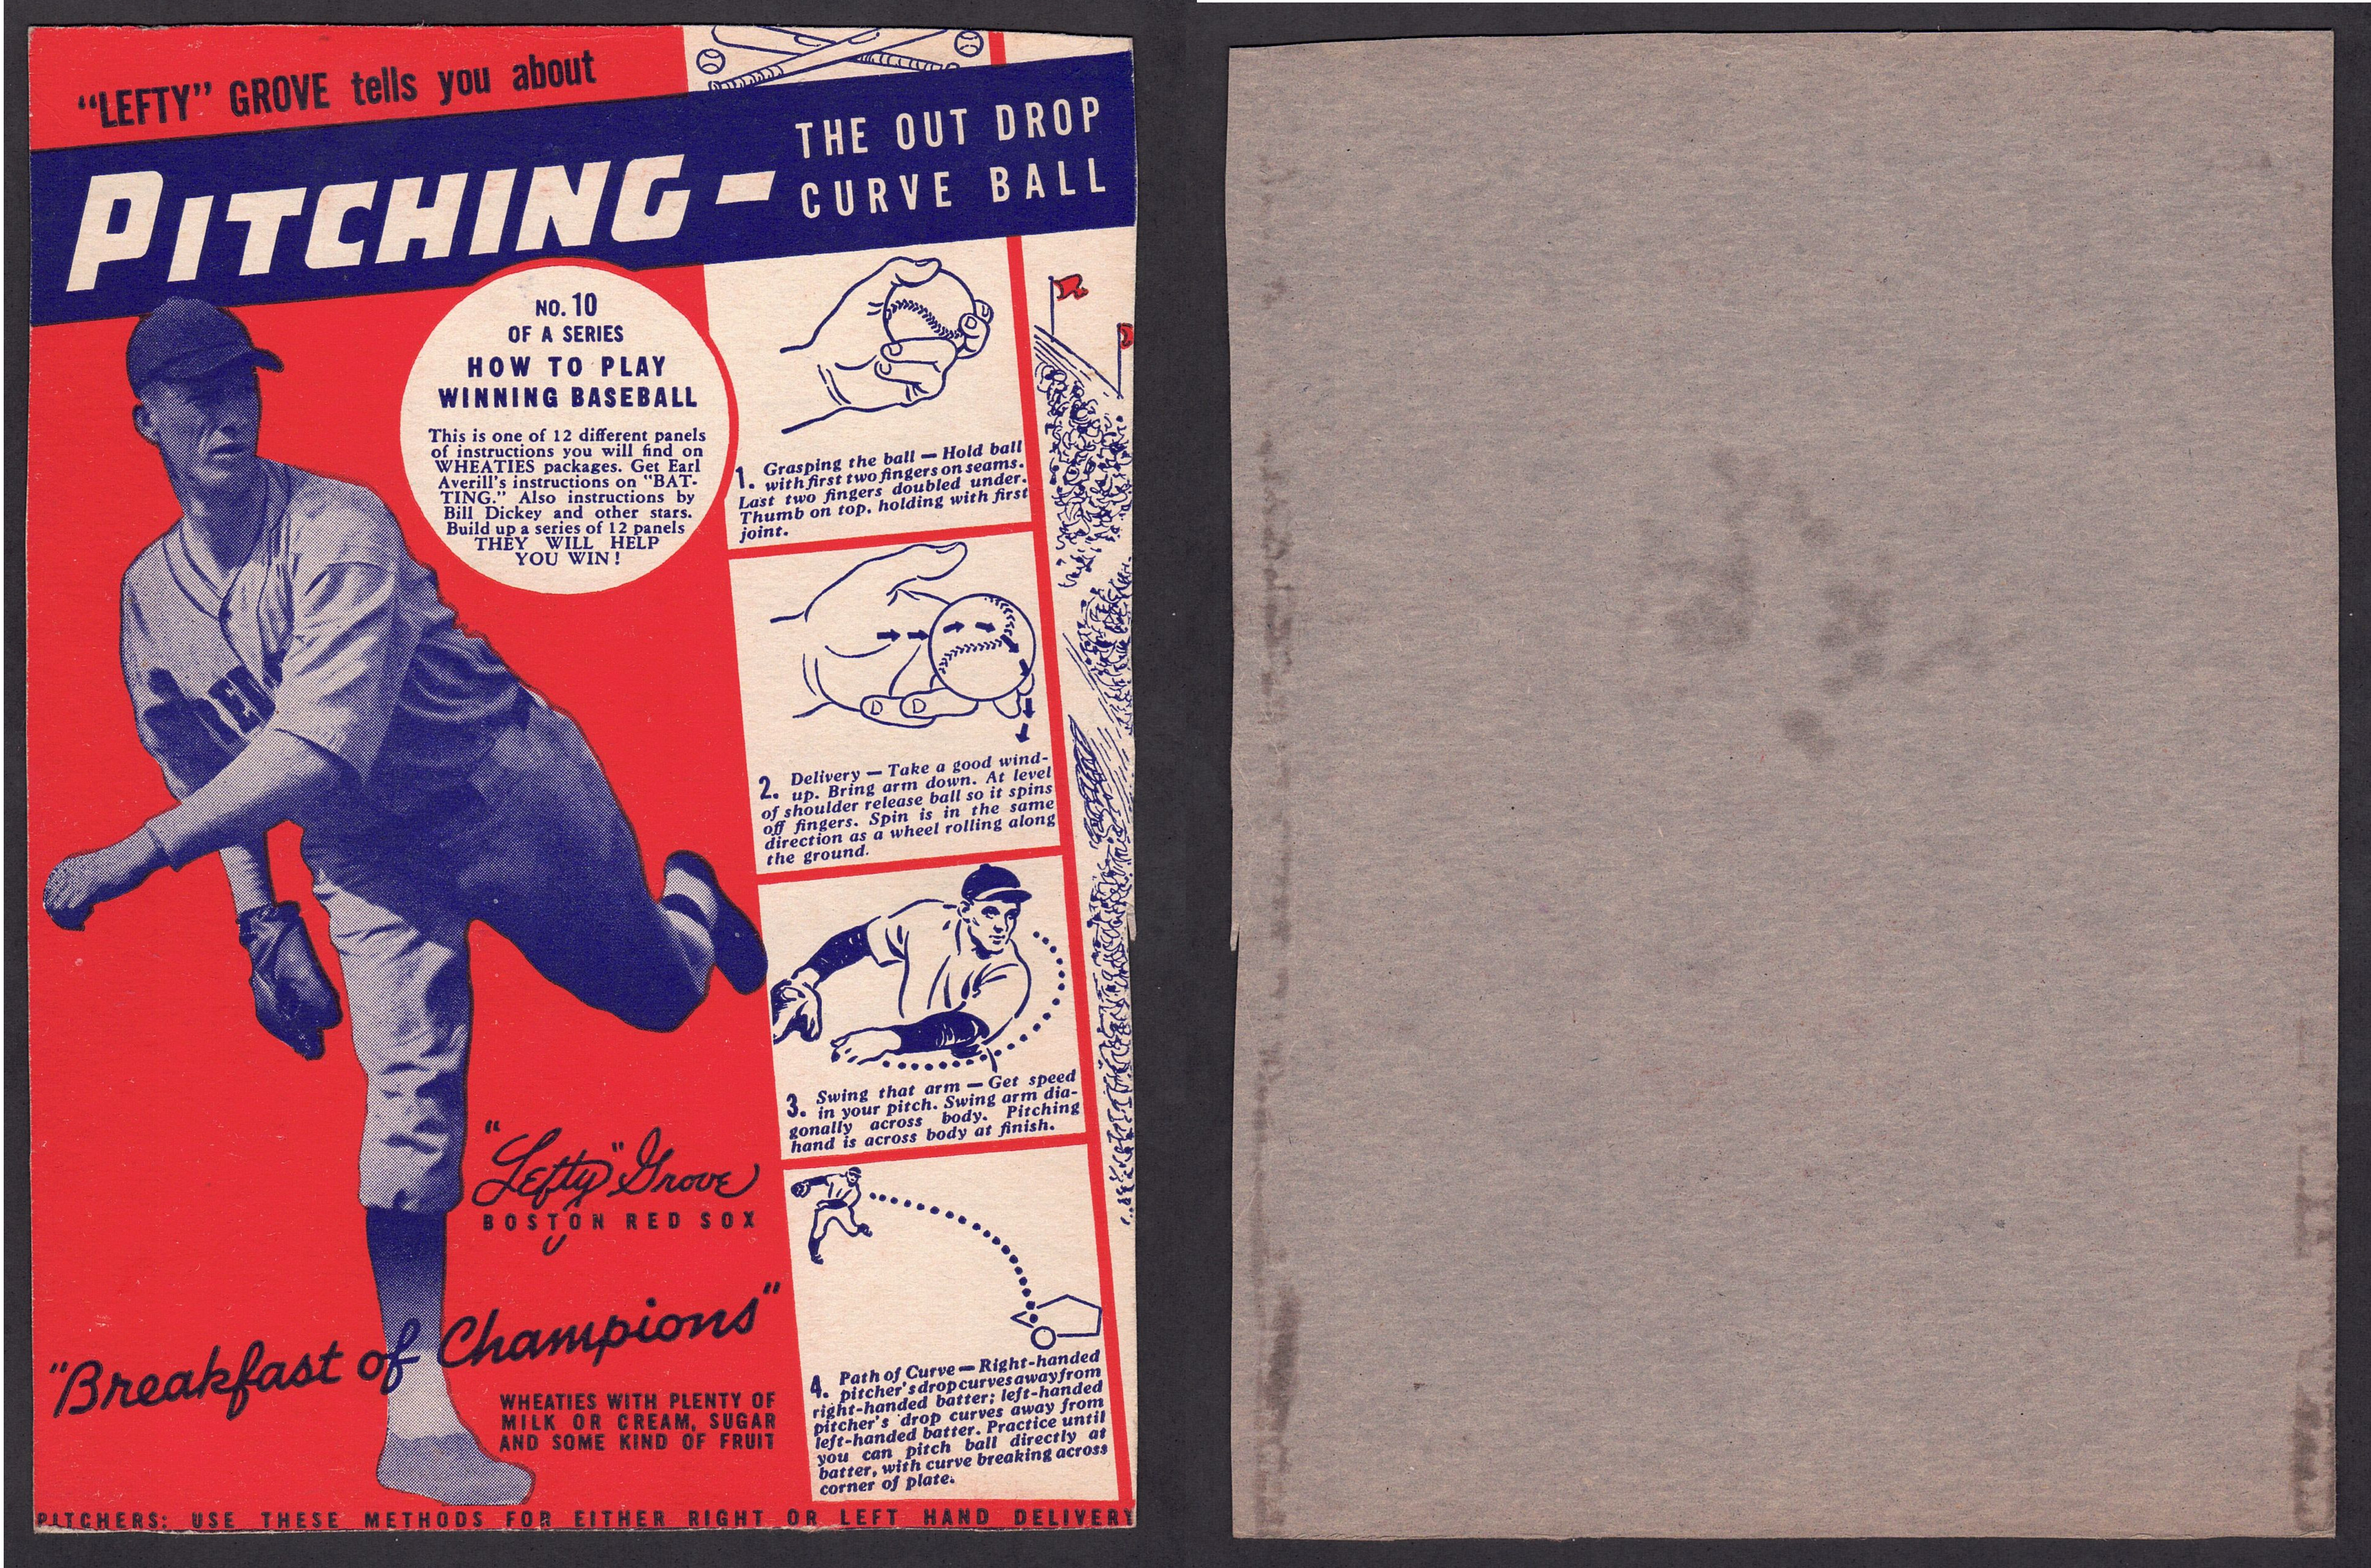 “LEFTY” GROVE tells you about
PITCHING —
THE OUT DROP
CURVE BALL
NO. 10
OF A SERIES
HOW TO PLAY
WINNING BASEBALL
This is one of 12 different panels
of instructions you will find on
WHEATIES packages. Get Earl
Averill's instructions on "BAT-
TING." Also instructions by
Bill Dickey and other stars.
Build up a series of 12 panels
THEY WILL HELP
YOU WIN!
1. Grasping the ball — Hold ball
with first two fingers on seams.
Last two fingers doubled under.
Thumb on top, holding with first
joint.
2. Delivery — Take a good wind-
up. Bring arm down. At level
of shoulder release ball so it spins
off fingers. Spin is in the same
direction as a wheel rolling along
the ground.
3. Swing that arm — Get speed
in your pitch. Swing arm dia-
gonally across body. Pitching
hand is across body at finish.
4. Path of Curve — Right-handed
pitcher's drop curves away from
right-handed batter; left-handed
pitcher's drop curves away from
left-handed batter. Practice until
you can pitch ball directly at
batter, with curve breaking across
corner of plate.
RED
"Lefty" Grove
BOSTON RED SOX
"Breakfast of Champions"
WHEATIES WITH PLENTY OF
MILK OR CREAM, SUGAR
AND SOME KIND OF FRUIT
PITCHERS: USE THESE METHODS FOR EITHER RIGHT OR LEFT HAND DELIVERY